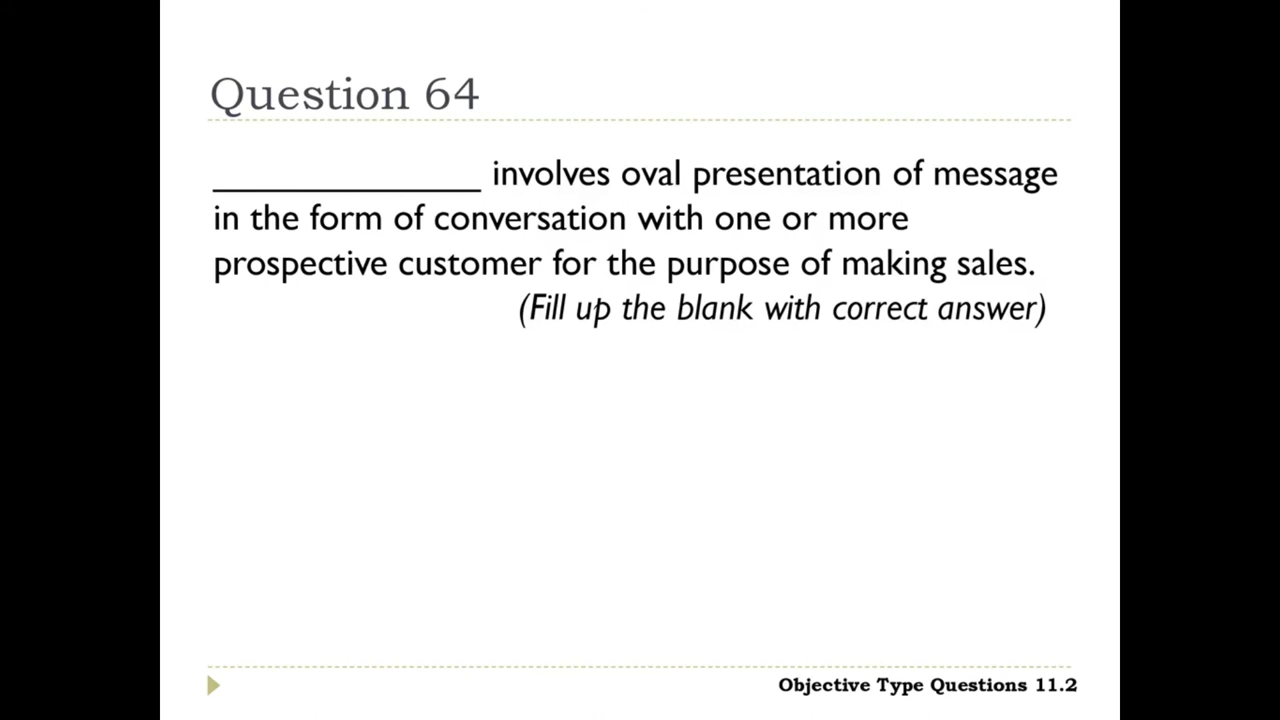 Question 64
______________ involves oval presentation of message
in the form of conversation with one or more
prospective customer for the purpose of making sales.
(Fill up the blank with correct answer)
Objective Type Questions 11.2